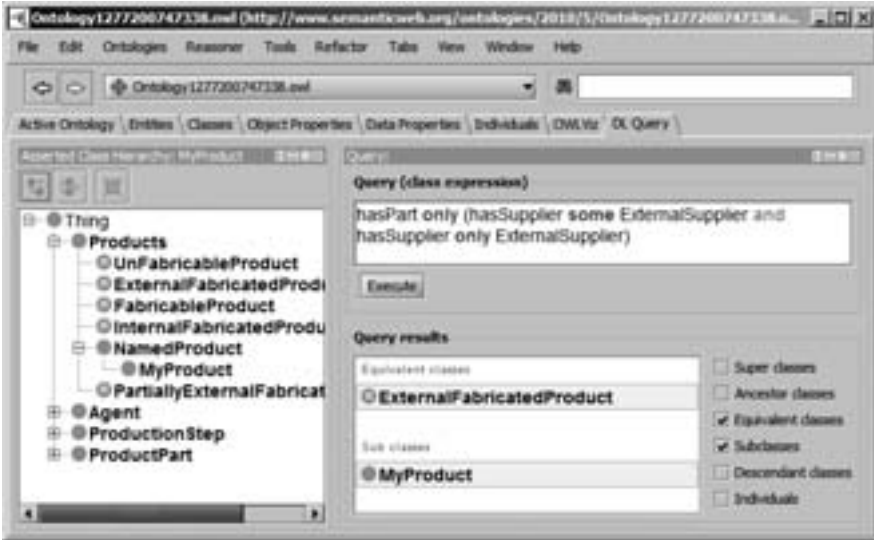 Ontology1277200747338.owl (http://www.semanticweb.org/ontologies/2010/5/Ontology1277200747338.o...
File Edit Ontologies Reasoner Tools Refactor Tabs View Window Help
Ontology1277200747338.owl
Active Ontology Entities Classes Object Properties Data Properties Individuals OWLViz DL Query
Asserted Class Hierarchy: MyProduct
Thing
Products
UnFabricableProduct
ExternalFabricatedProdu
FabricableProduct
InternalFabricatedProdu
NamedProduct
MyProduct
PartiallyExternalFabricat
Agent
ProductionStep
ProductPart
Query:
Query (class expression)
hasPart only (hasSupplier some ExternalSupplier and
hasSupplier only ExternalSupplier)
Execute
Query results
Equivalent classes
ExternalFabricatedProduct
Sub classes
MyProduct
Super classes
Ancestor classes
Equivalent classes
Subclasses
Descendant classes
Individuals